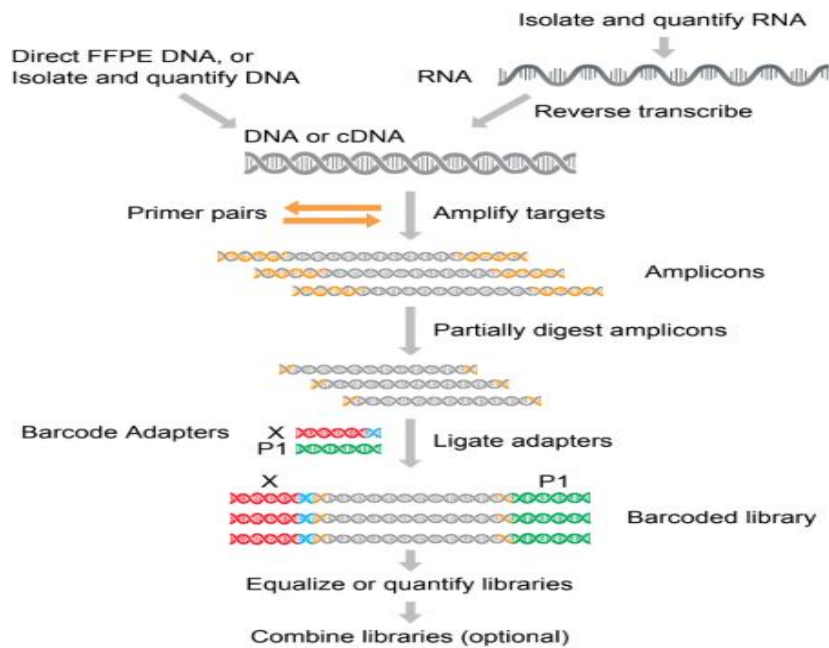 Isolate and quantify RNA
Direct FFPE DNA, or
Isolate and quantify DNA
RNA
Reverse transcribe
DNA or cDNA
Primer pairs
Amplify targets
Amplicons
Partially digest amplicons
Barcode Adapters
X
P1
Ligate adapters
X
P1
Barcoded library
Equalize or quantify libraries
Combine libraries (optional)